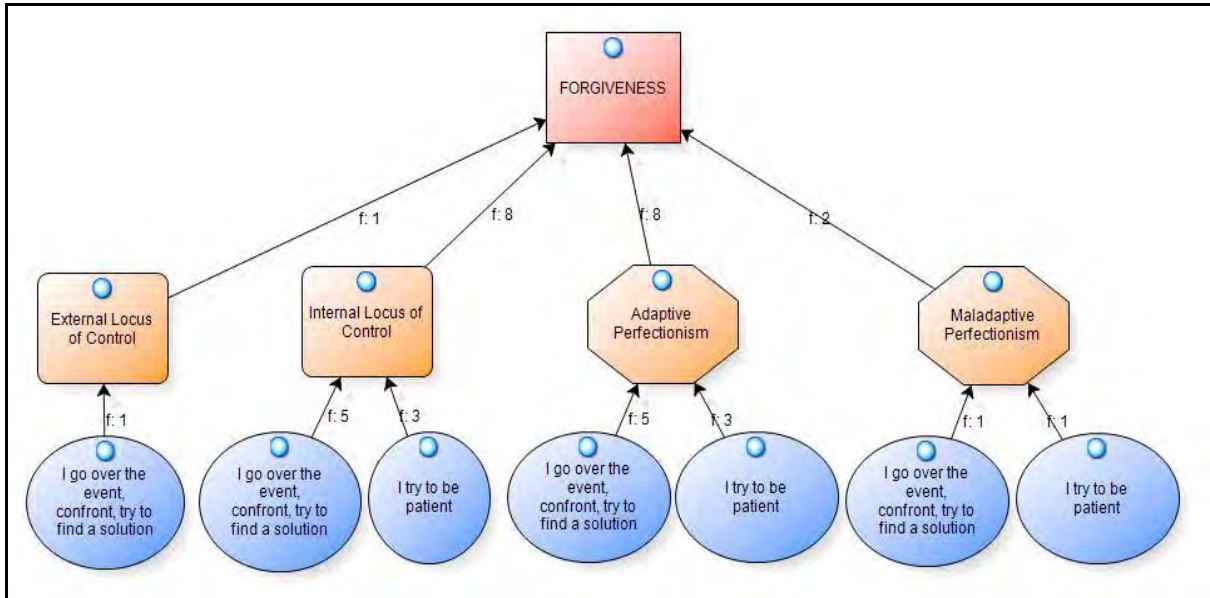 FORGIVENESS
f: 1
f: 8
f: 8
f: 2
External Locus
of Control
Internal Locus of
Control
Adaptive
Perfectionism
Maladaptive
Perfectionism
f: 1
f: 5
f: 3
f: 5
f: 3
f: 1
f: 1
I go over the
event,
confront, try to
find a solution
I go over the
event,
confront, try to
find a solution
I try to be
patient
I go over the
event,
confront, try to
find a solution
I try to be
patient
I go over the
event,
confront, try to
find a solution
I try to be
patient